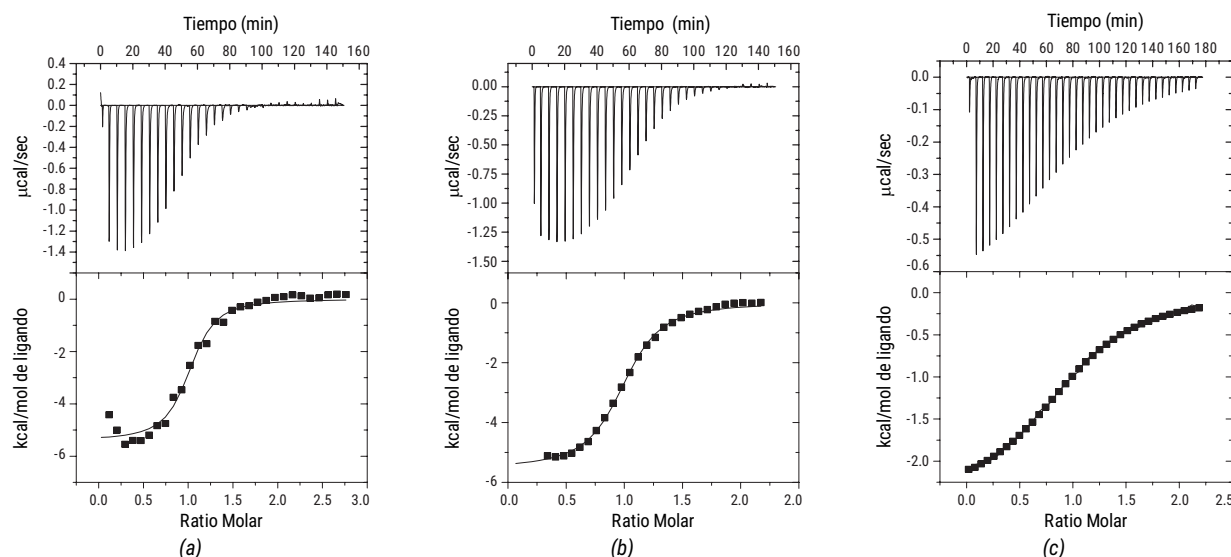 Tiempo (min)
0 20 40 60 80 100 120 140 160
0.4
0.2
0.0
-0.2
-0.4
-0.6
-0.8
-1.0
-1.2
-1.4
µcal/sec
0
-2
-4
-6
kcal/mol de ligando
0.0 0.5 1.0 1.5 2.0 2.5 3.0
Ratio Molar
(a)
Tiempo (min)
0 20 40 60 80 100 120 140 160
0.00
-0.25
-0.50
-0.75
-1.00
-1.25
-1.50
µcal/sec
0
-2
-4
-6
kcal/mol de ligando
0.0 0.5 1.0 1.5 2.0
Ratio Molar
(b)
Tiempo (min)
0 20 40 60 80 100 120 140 160 180
0.0
-0.1
-0.2
-0.3
-0.4
-0.5
-0.6
µcal/sec
0.0
-0.5
-1.0
-1.5
-2.0
kcal/mol de ligando
0.0 0.5 1.0 1.5 2.0 2.5
Ratio Molar
(c)